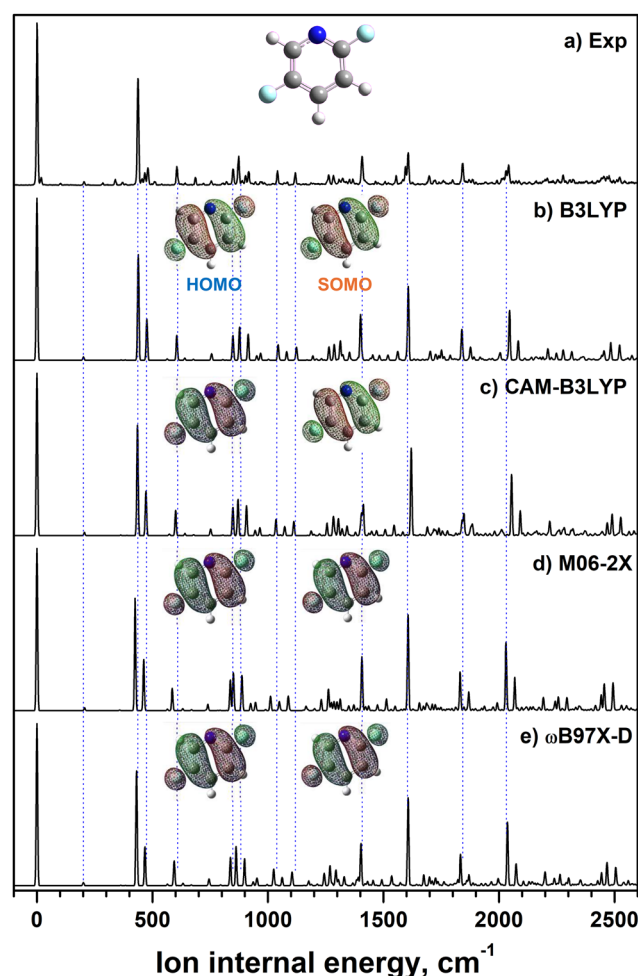 a) Exp
b) B3LYP
HOMO SOMO
c) CAM-B3LYP
d) M06-2X
e) ωB97X-D
0 500 1000 1500 2000 2500
Ion internal energy, cm⁻¹